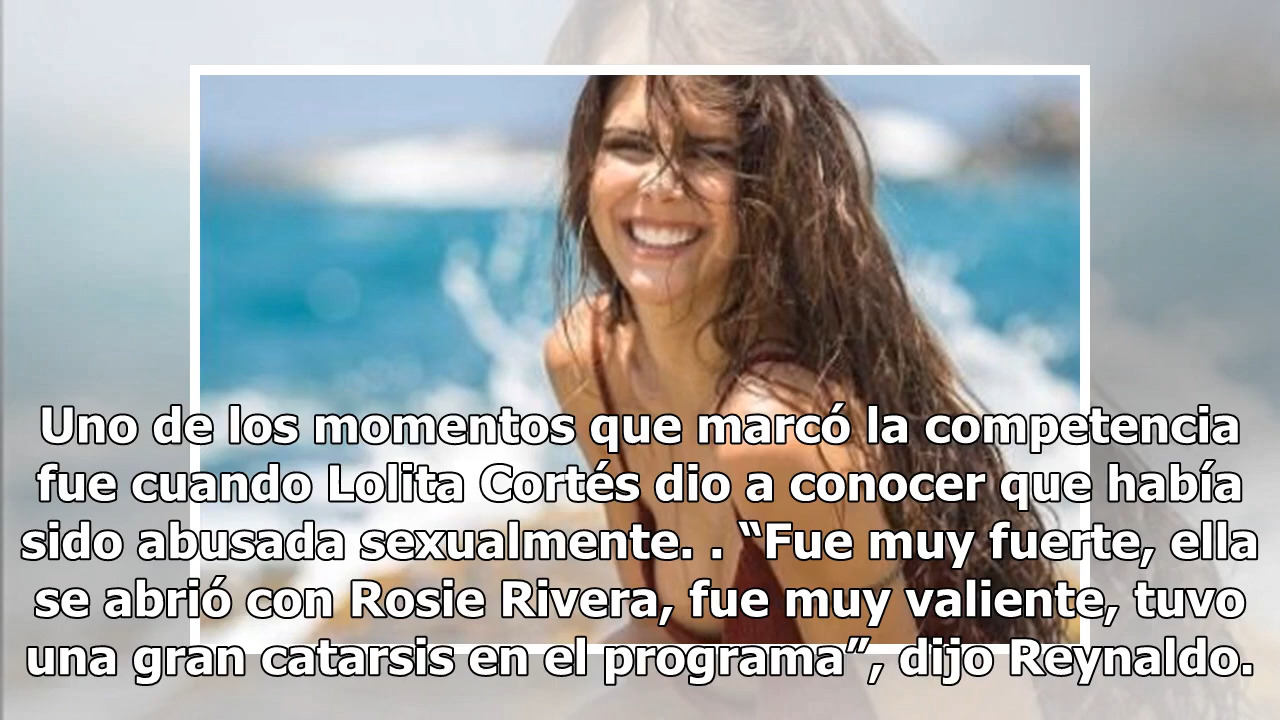 Uno de los momentos que marcó la competencia
fue cuando Lolita Cortés dio a conocer que había
sido abusada sexualmente. . “Fue muy fuerte, ella
se abrió con Rosie Rivera, fue muy valiente, tuvo
una gran catarsis en el programa”, dijo Reynaldo.